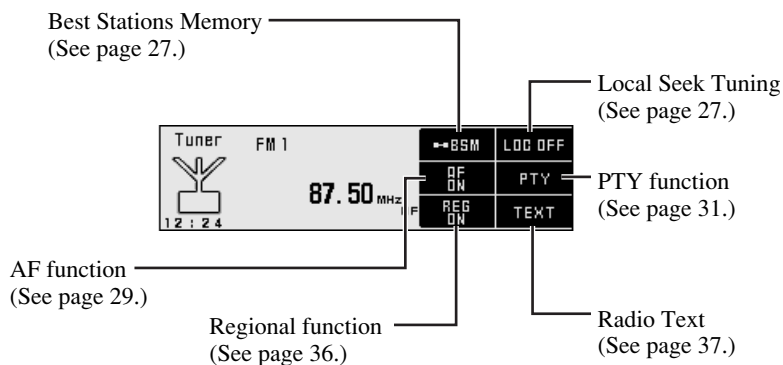 Best Stations Memory
(See page 27.)
Local Seek Tuning
(See page 27.)
Tuner
FM 1
BSM
LOC OFF
AF
ON
PTY
87.50 MHz
REG
ON
TEXT
12:24
PTY function
(See page 31.)
AF function
(See page 29.)
Regional function
(See page 36.)
Radio Text
(See page 37.)